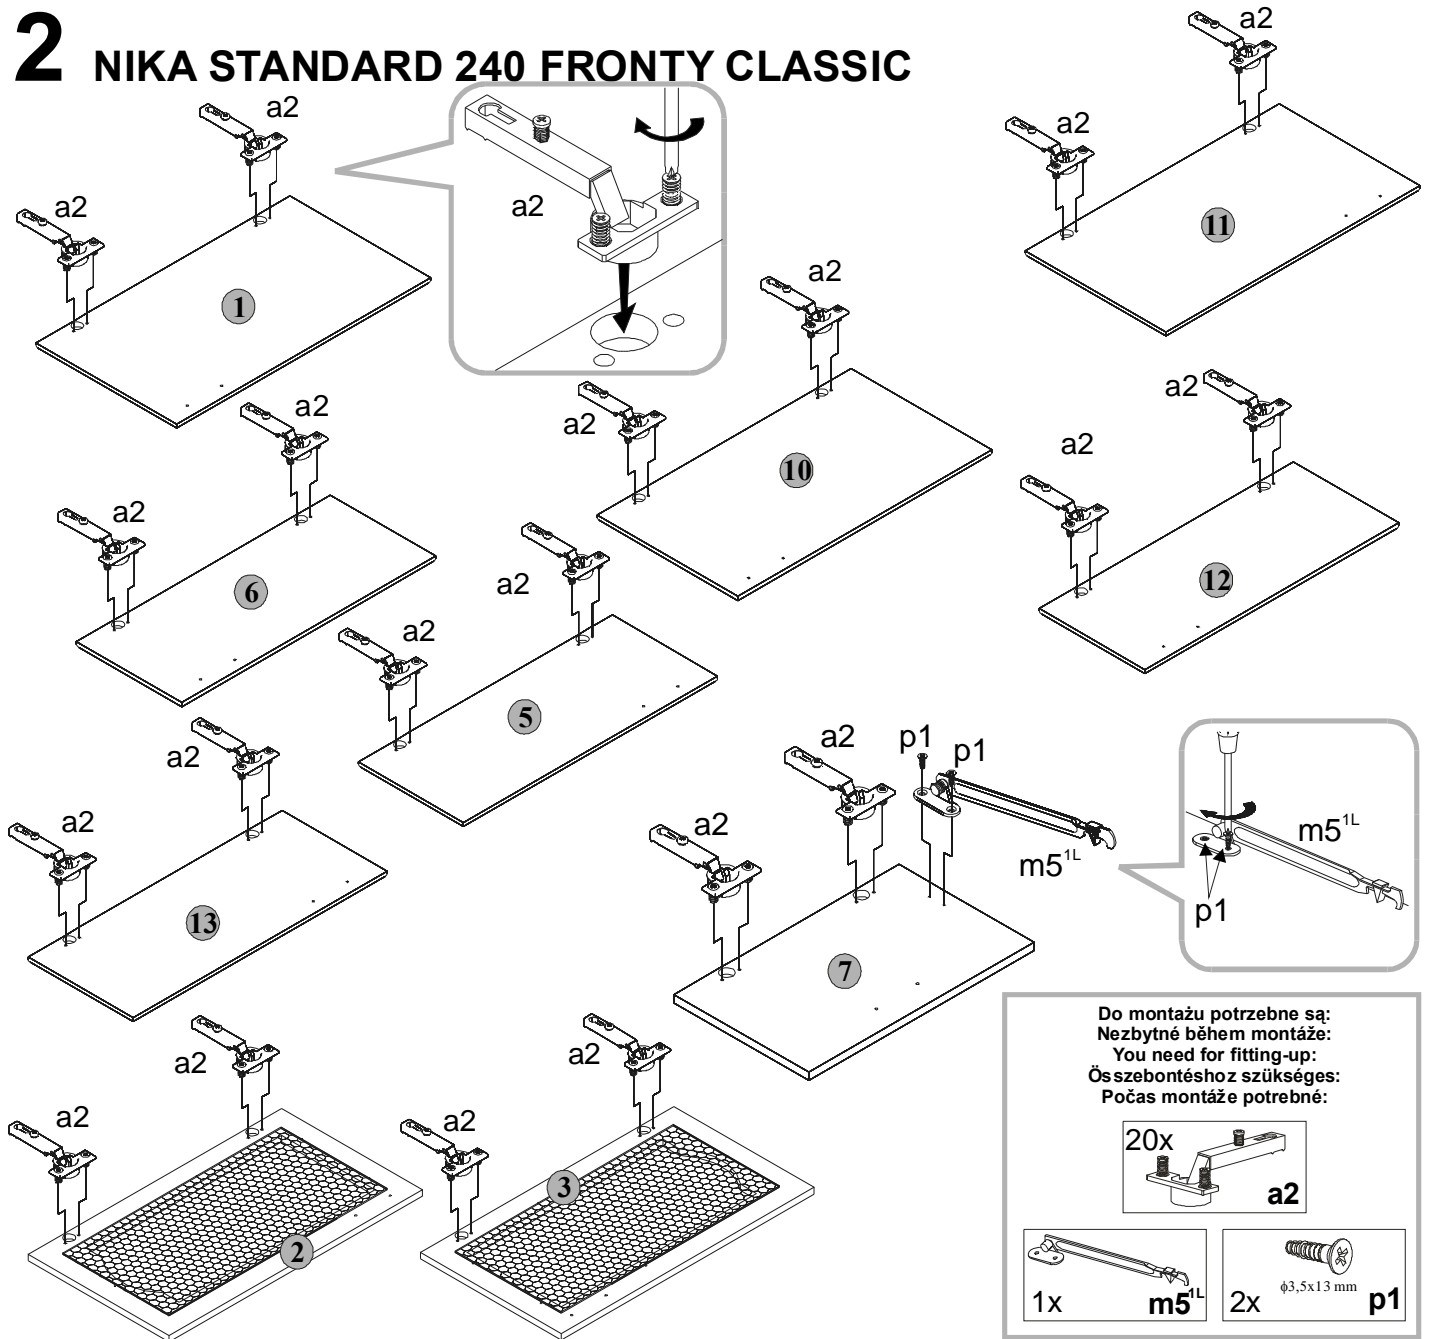 2 NIKA STANDARD 240 FRONTY CLASSIC
a2
a2
1
a2
a2
a2
11
a2
a2
10
a2
a2
12
a2
a2
6
a2
a2
5
a2
a2
13
a2
a2
7
p1
p1
m5 1L
m5 1L
p1
a2
a2
2
a2
a2
3
Do montażu potrzebne są:
Nezbytné během montáže:
You need for fitting-up:
Összebontéshoz szükséges:
Počas montáže potrebné:
20x
a2
1x
m5 1L
2x
ϕ3,5x13 mm
p1